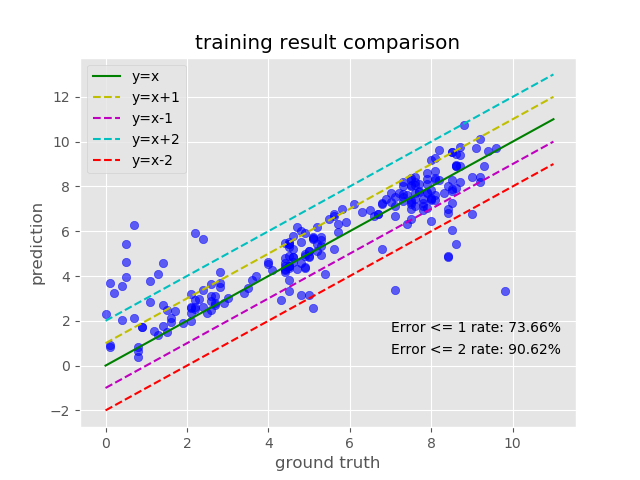 training result comparison
y=x
y=x+1
y=x-1
y=x+2
y=x-2
12
10
8
6
4
2
0
−2
prediction
Error <= 1 rate: 73.66%
Error <= 2 rate: 90.62%
0 2 4 6 8 10
ground truth